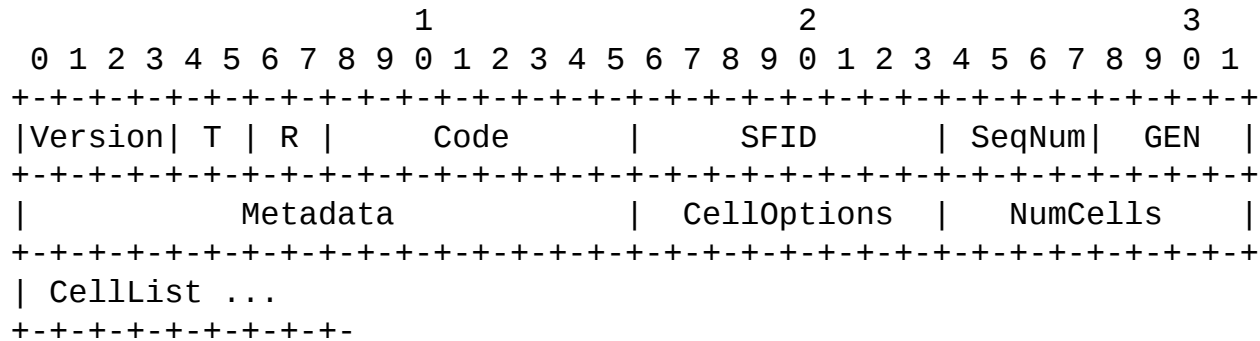 1                   2                   3
 0 1 2 3 4 5 6 7 8 9 0 1 2 3 4 5 6 7 8 9 0 1 2 3 4 5 6 7 8 9 0 1
+-+-+-+-+-+-+-+-+-+-+-+-+-+-+-+-+-+-+-+-+-+-+-+-+-+-+-+-+-+-+-+-+
|Version| T | R |     Code      |     SFID      | SeqNum|  GEN  |
+-+-+-+-+-+-+-+-+-+-+-+-+-+-+-+-+-+-+-+-+-+-+-+-+-+-+-+-+-+-+-+-+
|           Metadata            |  CellOptions  |   NumCells    |
+-+-+-+-+-+-+-+-+-+-+-+-+-+-+-+-+-+-+-+-+-+-+-+-+-+-+-+-+-+-+-+-+
| CellList ...
+-+-+-+-+-+-+-+-+-